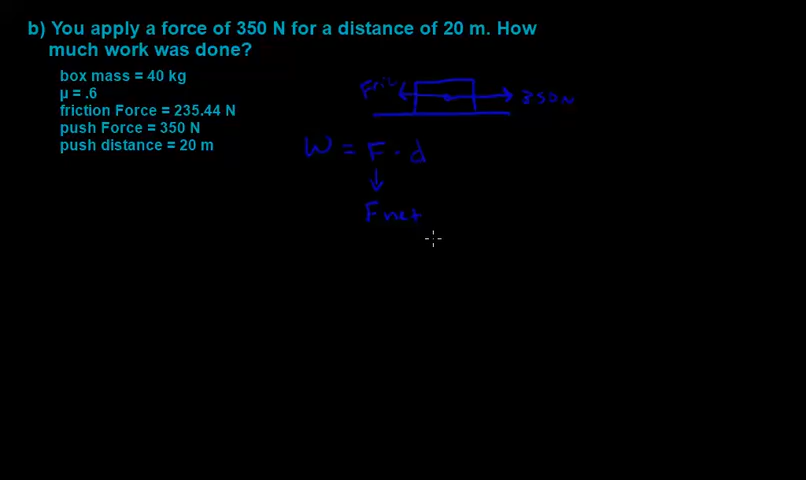 b) You apply a force of 350 N for a distance of 20 m. How
much work was done?
box mass = 40 kg
μ = .6
friction Force = 235.44 N
push Force = 350 N
push distance = 20 m
Fric
350N
W = F · d
↓
Fnet